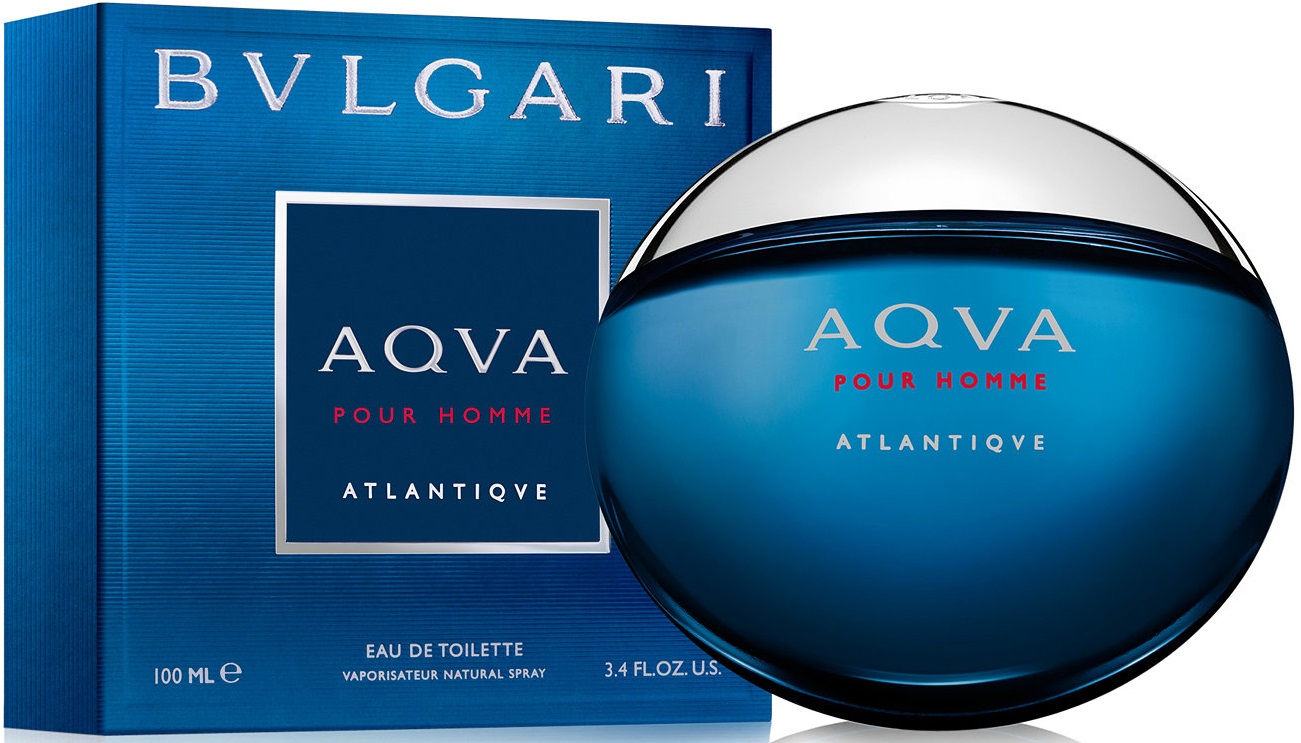 BVLGARI
AQVA
POUR HOMME
ATLANTIQVE
EAU DE TOILETTE
100 ML ℮
VAPORISATEUR NATURAL SPRAY
3.4 FL.OZ. U.S.
AQVA
POUR HOMME
ATLANTIQVE